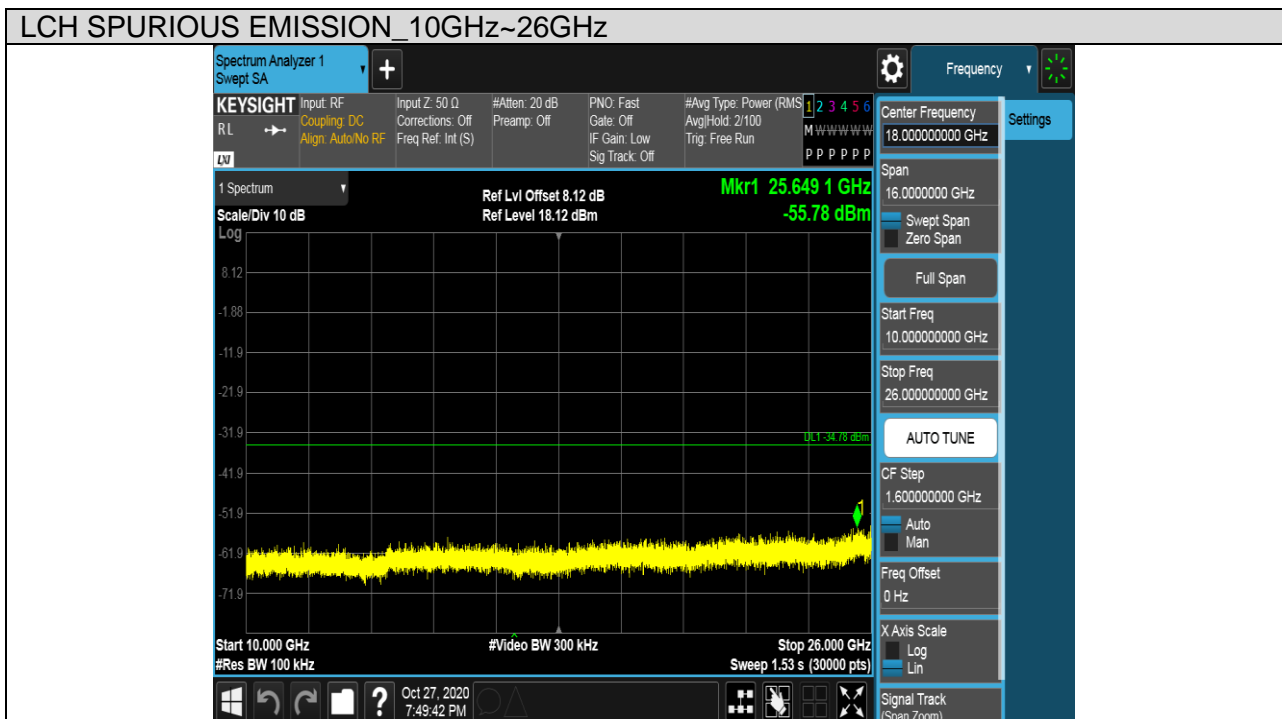 LCH SPURIOUS EMISSION_10GHz~26GHz
Spectrum Analyzer 1
Swept SA
Frequency
KEYSIGHT
RL
LXI
Input: RF
Coupling: DC
Align: Auto/No RF
Input Z: 50 Ω
Corrections: Off
Freq Ref: Int (S)
#Atten: 20 dB
Preamp: Off
PNO: Fast
Gate: Off
IF Gain: Low
Sig Track: Off
#Avg Type: Power (RMS
Avg|Hold: 2/100
Trig: Free Run
1 2 3 4 5 6
M W W W W W
P P P P P P
1 Spectrum
Scale/Div 10 dB
Ref Lvl Offset 8.12 dB
Ref Level 18.12 dBm
Mkr1 25.649 1 GHz
-55.78 dBm
Log
8.12
-1.88
-11.9
-21.9
-31.9
DL1 -34.78 dBm
-41.9
-51.9
1
-61.9
-71.9
Start 10.000 GHz
#Res BW 100 kHz
#Video BW 300 kHz
Stop 26.000 GHz
Sweep 1.53 s (30000 pts)
?
Oct 27, 2020
7:49:42 PM
Center Frequency
18.000000000 GHz
Settings
Span
16.0000000 GHz
Swept Span
Zero Span
Full Span
Start Freq
10.000000000 GHz
Stop Freq
26.000000000 GHz
AUTO TUNE
CF Step
1.600000000 GHz
Auto
Man
Freq Offset
0 Hz
X Axis Scale
Log
Lin
Signal Track
(Span Zoom)